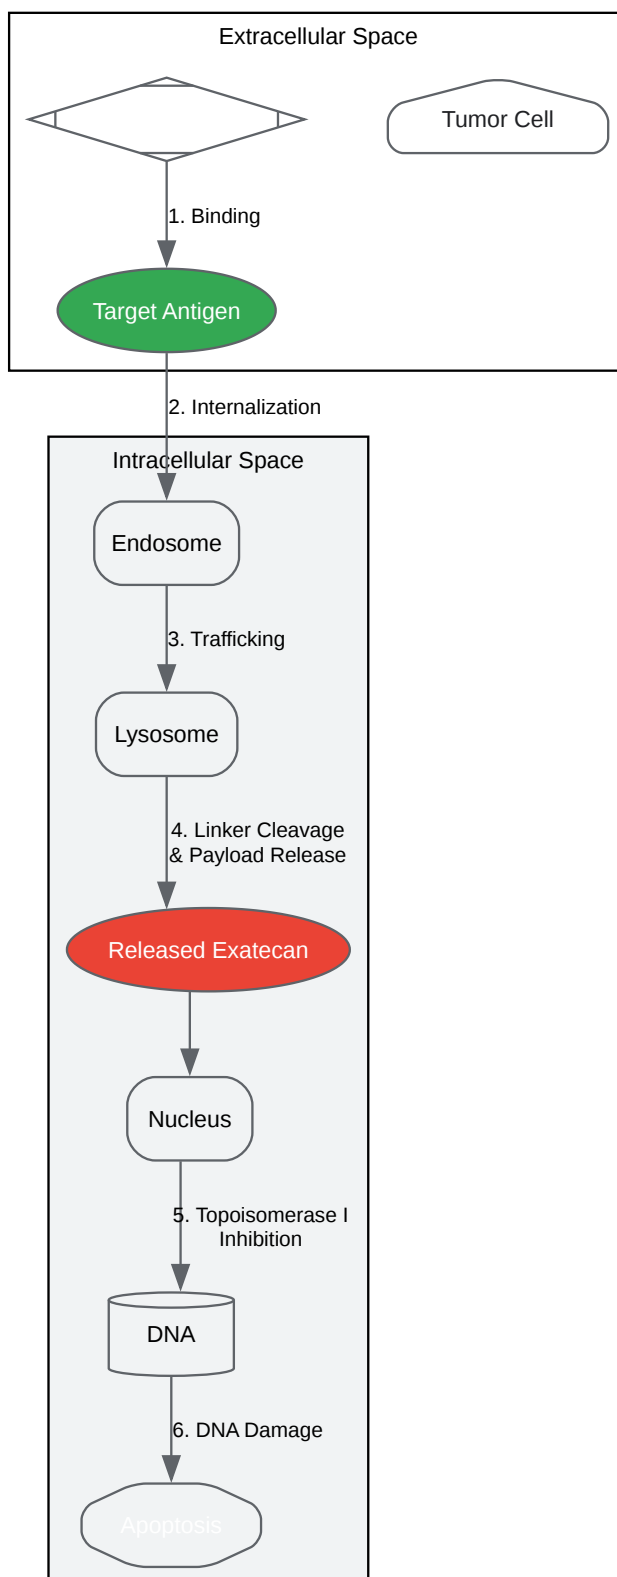 Extracellular Space
Tumor Cell
1. Binding
Target Antigen
2. Internalization
Intracellular Space
Endosome
3. Trafficking
Lysosome
4. Linker Cleavage
& Payload Release
Released Exatecan
Nucleus
5. Topoisomerase I
Inhibition
DNA
6. DNA Damage
Apoptosis